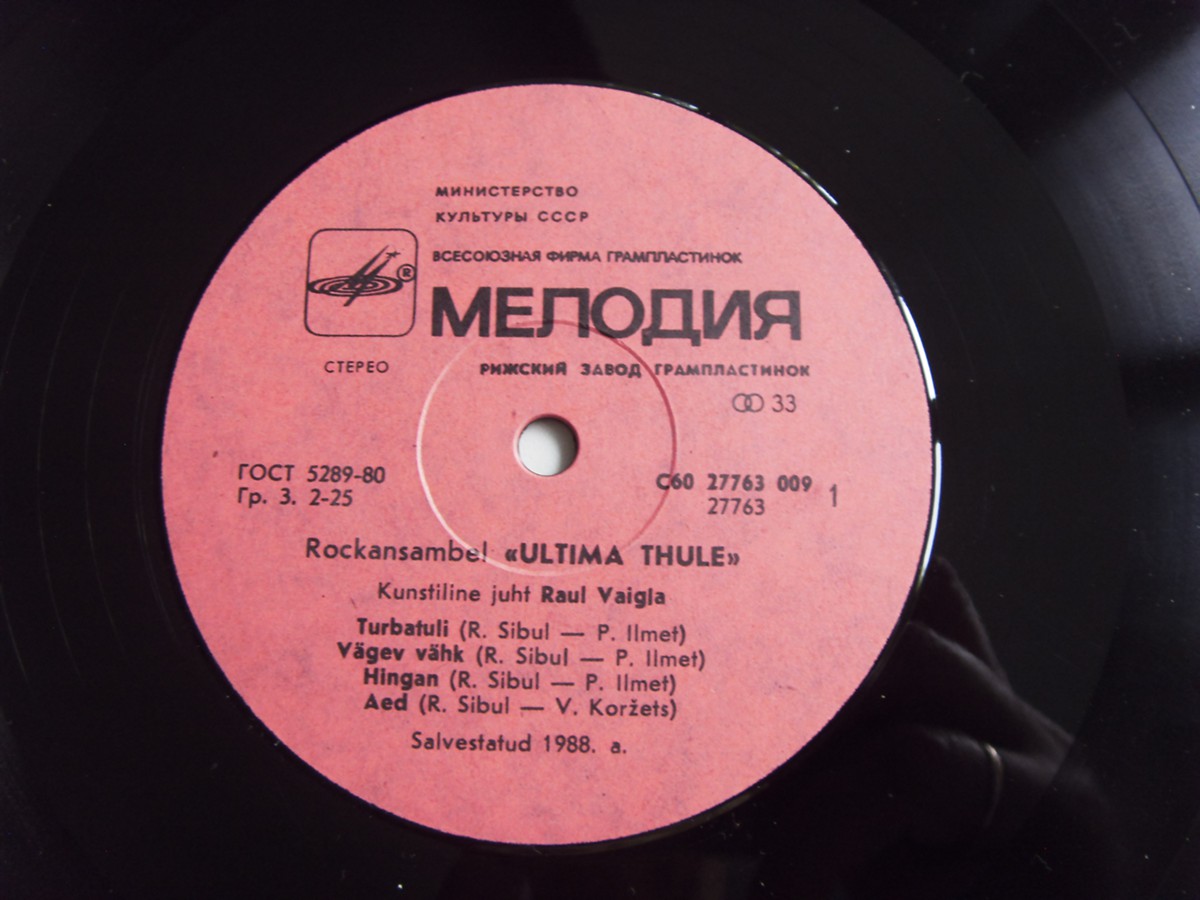 МИНИСТЕРСТВО
КУЛЬТУРЫ СССР
ВСЕСОЮЗНАЯ ФИРМА ГРАМПЛАСТИНОК
®
МЕЛОДИЯ
СТЕРЕО
РИЖСКИЙ ЗАВОД ГРАМПЛАСТИНОК
33
ГОСТ 5289-80
Гр. 3. 2-25
С60 27763 009
27763
1
Rockansambel «ULTIMA THULE»
Kunstiline juht Raul Vaigla
Turbatuli (R. Sibul — P. Ilmet)
Vägev vähk (R. Sibul — P. Ilmet)
Hingan (R. Sibul — P. Ilmet)
Aed (R. Sibul — V. Koržets)
Salvestatud 1988. a.